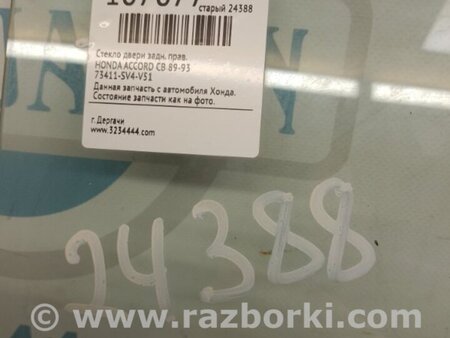 старый 24388
Стекло двери задн. прав.
HONDA ACCORD CB 89-93
73411-SV4-V51
Данная запчасть с автомобиля Хонда.
Состояние запчасти как на фото.
г. Дергачи
www.3234444.com
24388
www.razborki.com